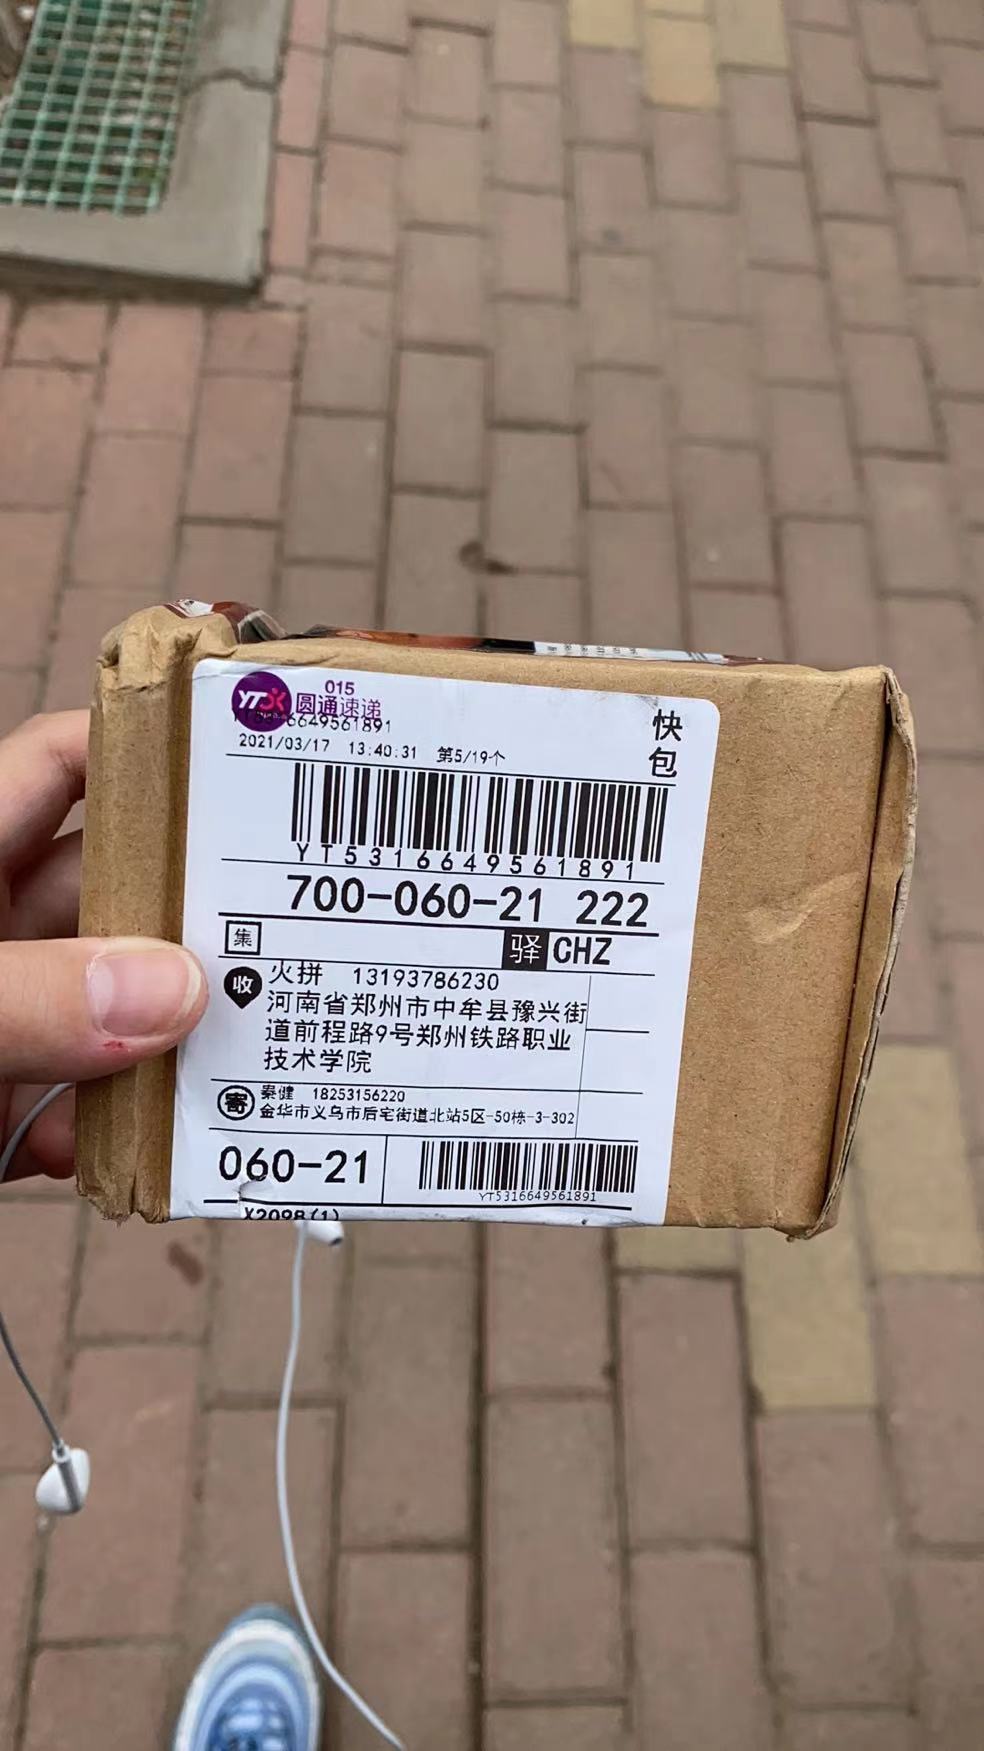 015
YTO 圆通速递
6649561891
2021/03/17 13:40:31 第5/19个
快包
YT5316649561891
700-060-21 222
集
驿 CHZ
收 火拼 13193786230
河南省郑州市中牟县豫兴街
道前程路9号郑州铁路职业
技术学院
寄 秦健 18253156220
金华市义乌市后宅街道北站5区-50栋-3-302
060-21
YT5316649561891
X2098(1)